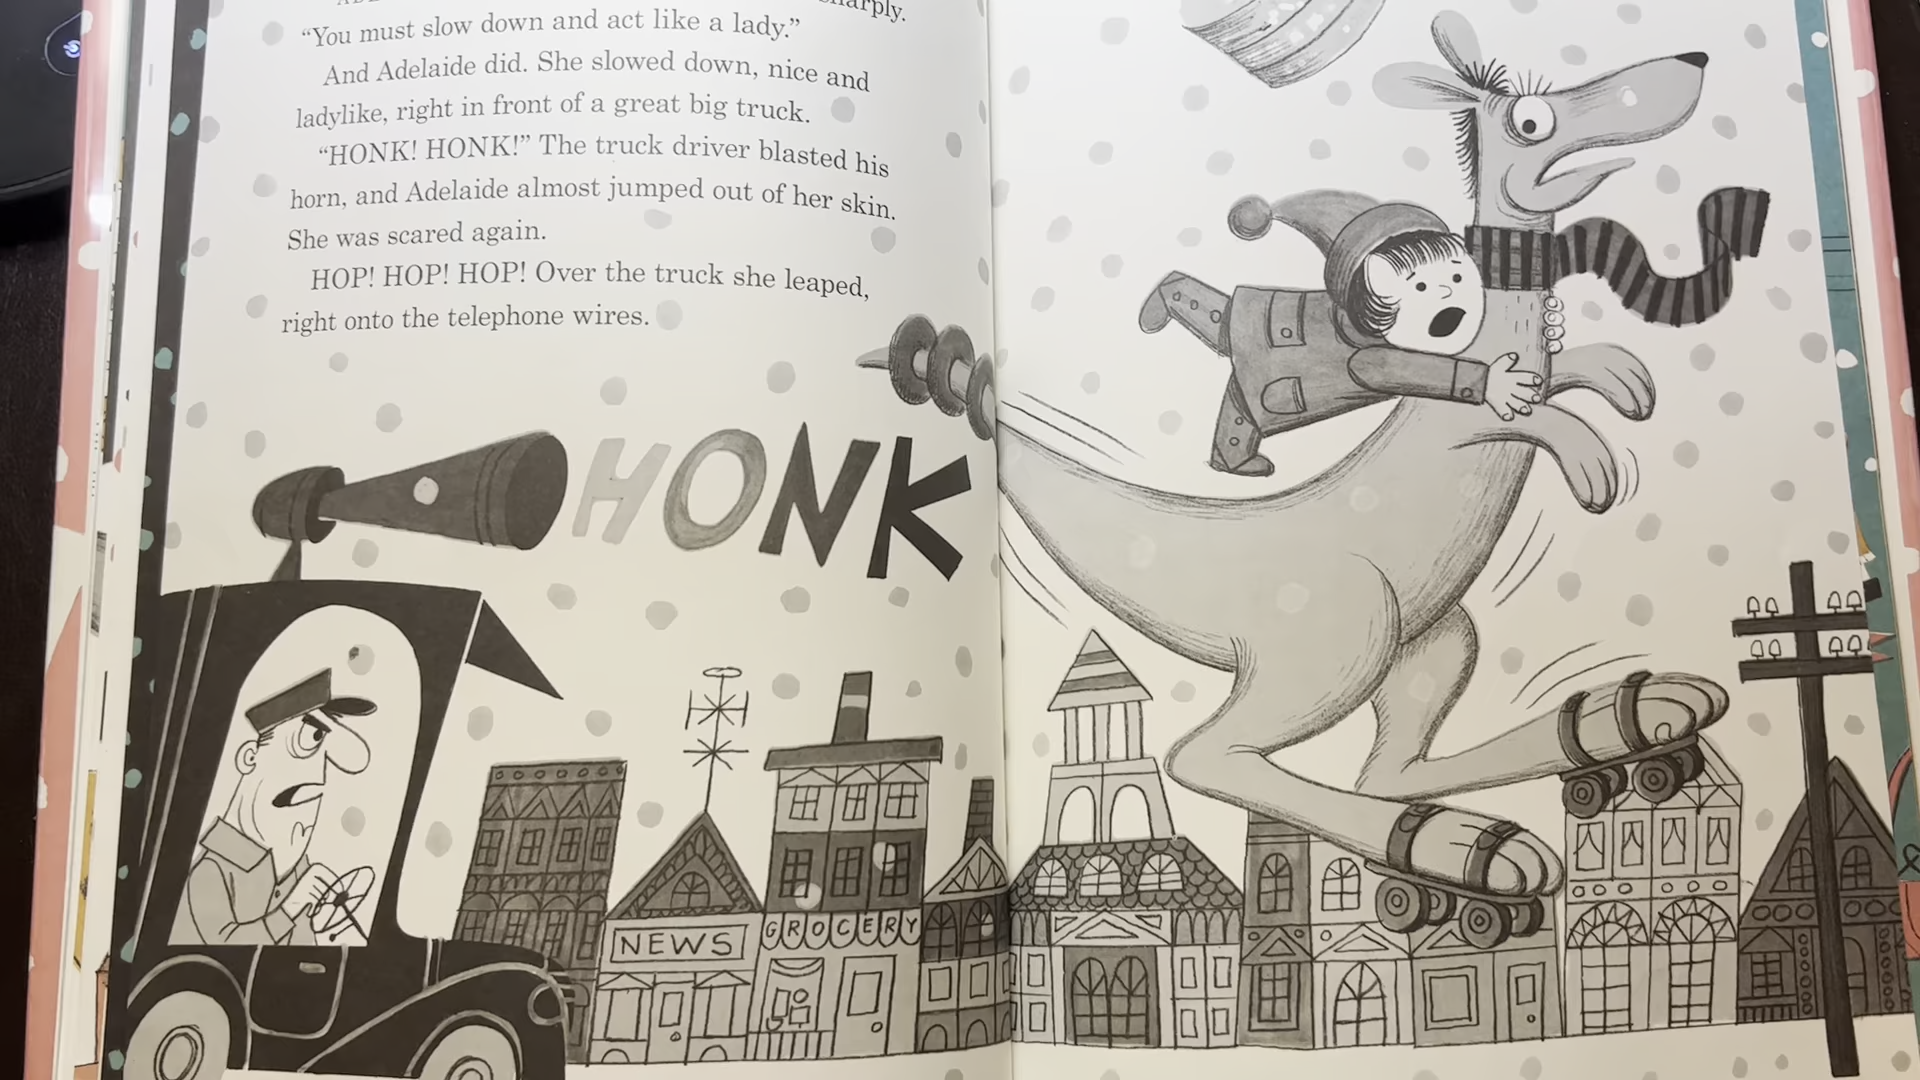 “You must slow down and act like a lady.”
And Adelaide did. She slowed down, nice and
ladylike, right in front of a great big truck.
“HONK! HONK!” The truck driver blasted his
horn, and Adelaide almost jumped out of her skin.
She was scared again.
HOP! HOP! HOP! Over the truck she leaped,
right onto the telephone wires.
HONK
NEWS
GROCERY